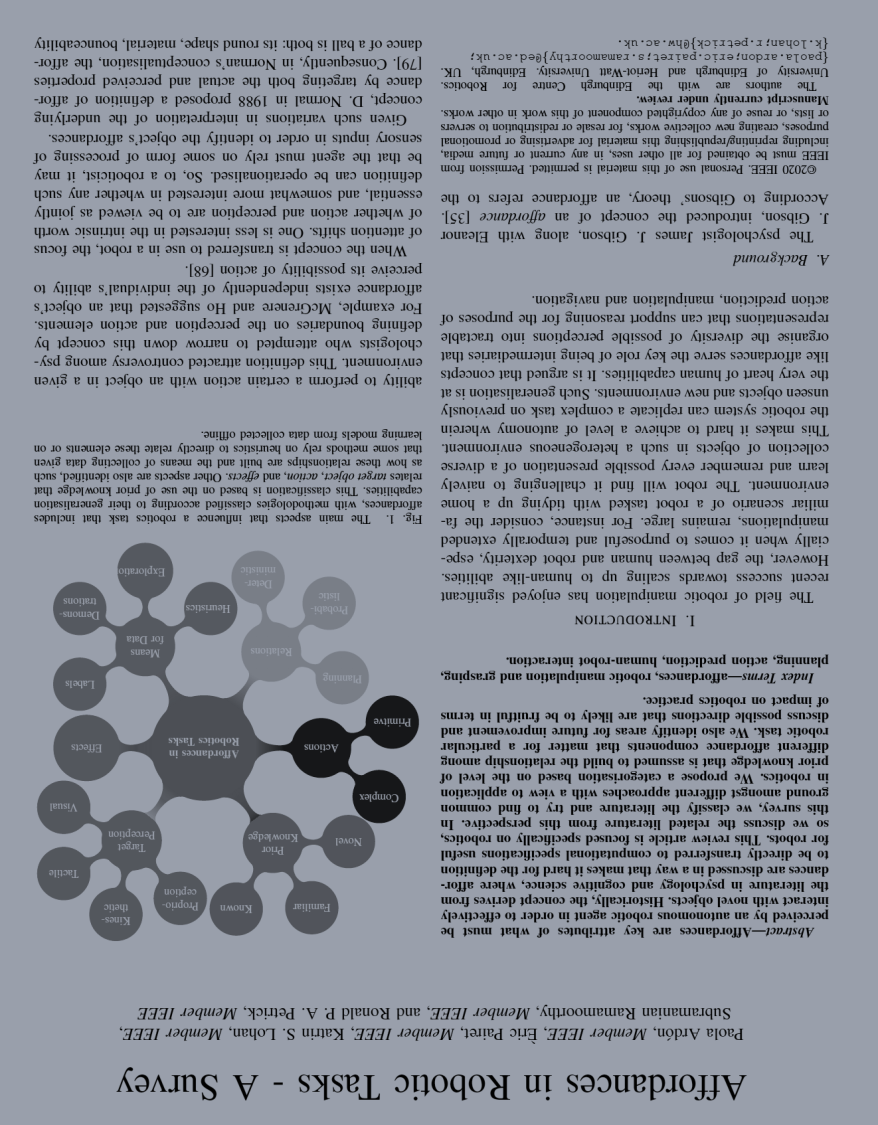 Affordances in Robotic Tasks - A Survey
Paola Ardón, Member IEEE, Èric Pairet, Member IEEE, Katrin S. Lohan, Member IEEE,
Subramanian Ramamoorthy, Member IEEE, and Ronald P. A. Petrick, Member IEEE
Abstract—Affordances are key attributes of what must be
perceived by an autonomous robotic agent in order to effectively
interact with novel objects. Historically, the concept derives from
the literature in psychology and cognitive science, where affor-
dances are discussed in a way that makes it hard for the definition
to be directly transferred to computational specifications useful
for robots. This review article is focused specifically on robotics,
so we discuss the related literature from this perspective. In
this survey, we classify the literature and try to find common
ground amongst different approaches with a view to application
in robotics. We propose a categorisation based on the level of
prior knowledge that is assumed to build the relationship among
different affordance components that matter for a particular
robotic task. We also identify areas for future improvement and
discuss possible directions that are likely to be fruitful in terms
of impact on robotics practice.
Index Terms—affordances, robotic manipulation and grasping,
planning, action prediction, human-robot interaction.
I. INTRODUCTION
The field of robotic manipulation has enjoyed significant
recent success towards scaling up to human-like abilities.
However, the gap between human and robot dexterity, espe-
cially when it comes to purposeful and temporally extended
manipulations, remains large. For instance, consider the fa-
miliar scenario of a robot tasked with tidying up a home
environment. The robot will find it challenging to naively
learn and remember every possible presentation of a diverse
collection of objects in such a heterogeneous environment.
This makes it hard to achieve a level of autonomy wherein
the robotic system can replicate a complex task on previously
unseen objects and new environments. Such generalisation is at
the very heart of human capabilities. It is argued that concepts
like affordances serve the key role of being intermediaries that
organise the diversity of possible perceptions into tractable
representations that can support reasoning for the purposes of
action prediction, manipulation and navigation.
A. Background
The psychologist James J. Gibson, along with Eleanor
J. Gibson, introduced the concept of an affordance [35].
According to Gibsons' theory, an affordance refers to the
©2020 IEEE. Personal use of this material is permitted. Permission from
IEEE must be obtained for all other uses, in any current or future media,
including reprinting/republishing this material for advertising or promotional
purposes, creating new collective works, for resale or redistribution to servers
or lists, or reuse of any copyrighted component of this work in other works.
Manuscript currently under review.
The authors are with the Edinburgh Centre for Robotics.
University of Edinburgh and Heriot-Watt University. Edinburgh, UK.
{paola.ardon;eric.pairet;s.ramamoorthy}@ed.ac.uk;
{k.lohan;r.petrick}@hw.ac.uk.
Familiar
Known
Proprio-
ception
Kines-
thetic
Tactile
Novel
Prior
Knowledge
Target
Perception
Visual
Complex
Actions
Primitve
Affordances in
Robotics Tasks
Effects
Planning
Relations
Probabi-
listic
Deter-
ministic
Labels
Means
for Data
Heuristics
Demons-
trations
Exploration
Fig. 1. The main aspects that influence a robotics task that includes
affordances, with methodologies classified according to their generalisation
capabilities. This classification is based on the use of prior knowledge that
relates target object, action, and effects. Other aspects are also identified, such
as how these relationships are built and the means of collecting data given
that some methods rely on heuristics to directly relate these elements or on
learning models from data collected offline.
ability to perform a certain action with an object in a given
environment. This definition attracted controversy among psy-
chologists who attempted to narrow down this concept by
defining boundaries on the perception and action elements.
For example, McGrenere and Ho suggested that an object's
affordance exists independently of the individual's ability to
perceive its possibility of action [68].
When the concept is transferred to use in a robot, the focus
of attention shifts. One is less interested in the intrinsic worth
of whether action and perception are to be viewed as jointly
essential, and somewhat more interested in whether any such
definition can be operationalised. So, to a roboticist, it may
be that the agent must rely on some form of processing of
sensory inputs in order to identify the object's affordances.
Given such variations in interpretation of the underlying
concept, D. Normal in 1988 proposed a definition of affor-
dance by targeting both the actual and perceived properties
[79]. Consequently, in Norman's conceptualisation, the affor-
dance of a ball is both: its round shape, material, bounceability